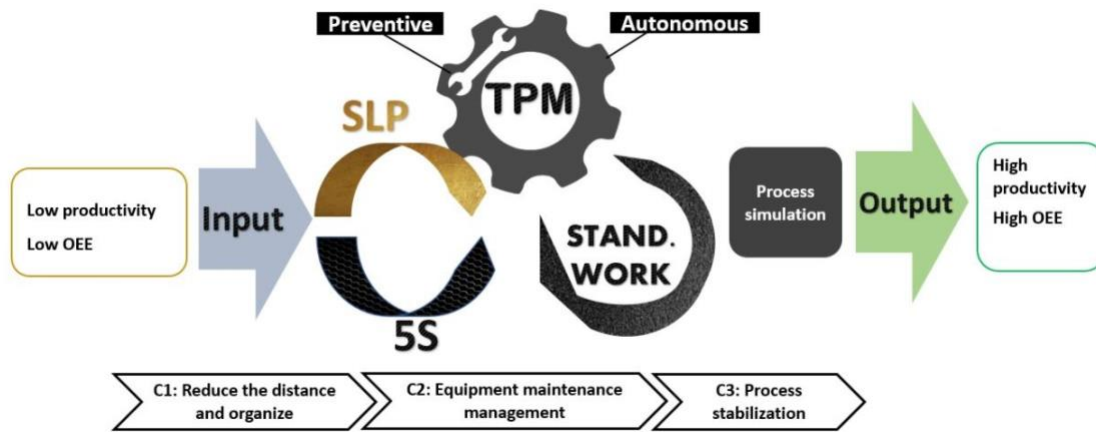 Preventive
Autonomous
TPM
SLP
Low productivity
Low OEE
Input
STAND.
WORK
5S
Process
simulation
Output
High
productivity
High OEE
C1: Reduce the distance
and organize
C2: Equipment maintenance
management
C3: Process
stabilization